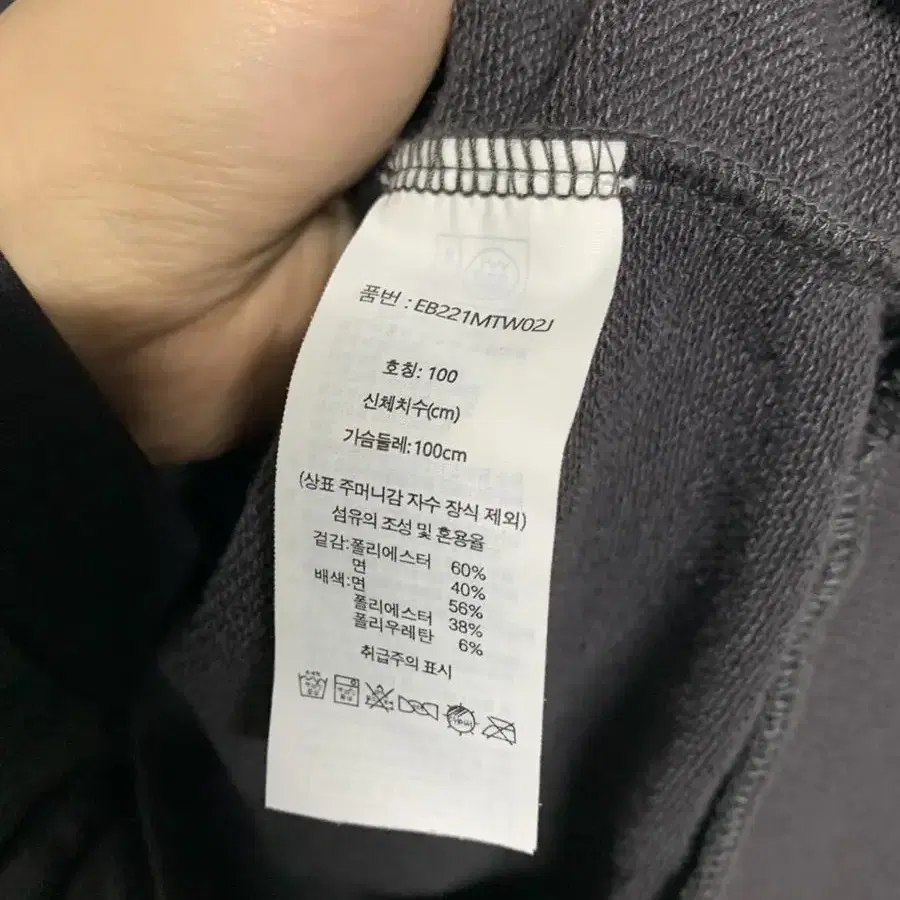 품번 : EB221MTW02J
호칭: 100
신체치수(cm)
가슴둘레:100cm
(상표 주머니감 자수 장식 제외)
섬유의 조성 및 혼용율
겉감:폴리에스터 60%
면 40%
배색:면 56%
폴리에스터 38%
폴리우레탄 6%
취급주의 표시